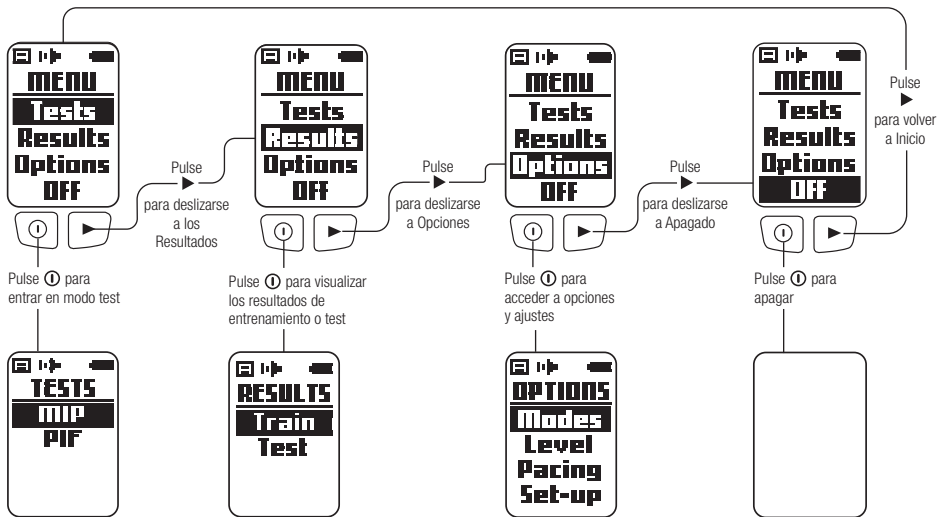 MENU
Tests
Results
Options
OFF
Pulse
▶
para deslizarse
a los
Resultados
MENU
Tests
Results
Options
OFF
Pulse
▶
para deslizarse
a Opciones
MENU
Tests
Results
Options
OFF
Pulse
▶
para deslizarse
a Apagado
MENU
Tests
Results
Options
OFF
Pulse
▶
para volver
a Inicio
Pulse para
entrar en modo test
Pulse para visualizar
los resultados de
entrenamiento o test
Pulse para
acceder a opciones
y ajustes
Pulse para
apagar
TESTS
MIP
PIF
RESULTS
Train
Test
OPTIONS
Modes
Level
Pacing
Set-up